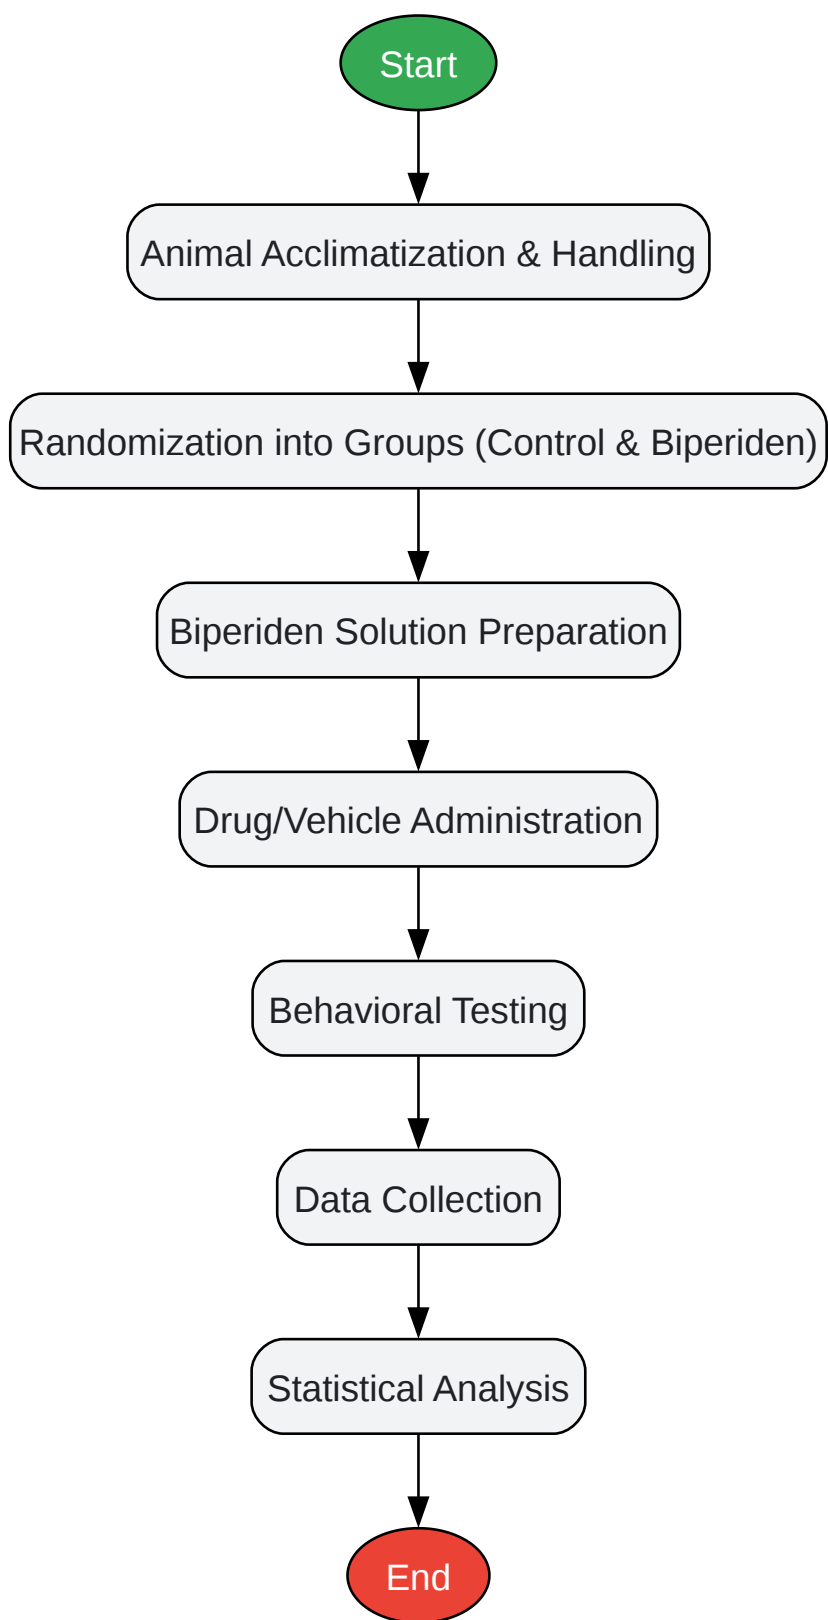 Start
Animal Acclimatization & Handling
Randomization into Groups (Control & Biperiden)
Biperiden Solution Preparation
Drug/Vehicle Administration
Behavioral Testing
Data Collection
Statistical Analysis
End